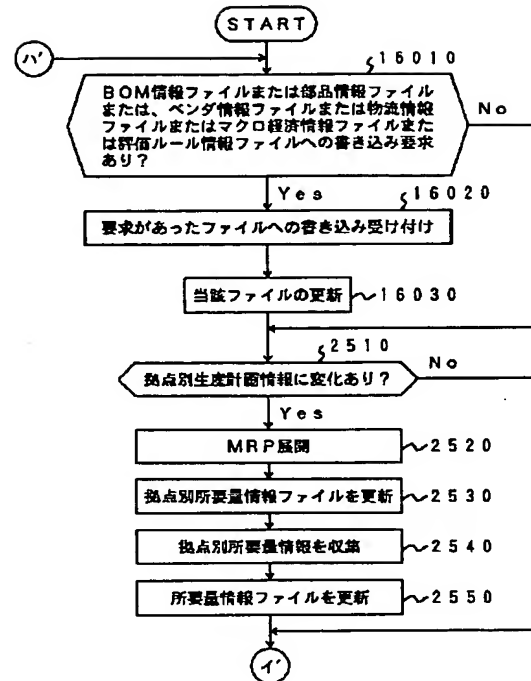 START
ハ′
16010
BOM情報ファイルまたは部品情報ファイル
または、ベンダ情報ファイルまたは物流情報
ファイルまたはマクロ経済情報ファイルまた
は評価ルール情報ファイルへの書き込み要求
あり？
No
Yes
16020
要求があったファイルへの書き込み受け付け
当該ファイルの更新
16030
2510
拠点別生産計画情報に変化あり？
No
Yes
MRP展開
2520
拠点別所要量情報ファイルを更新
2530
拠点別所要量情報を収集
2540
所要量情報ファイルを更新
2550
イ′